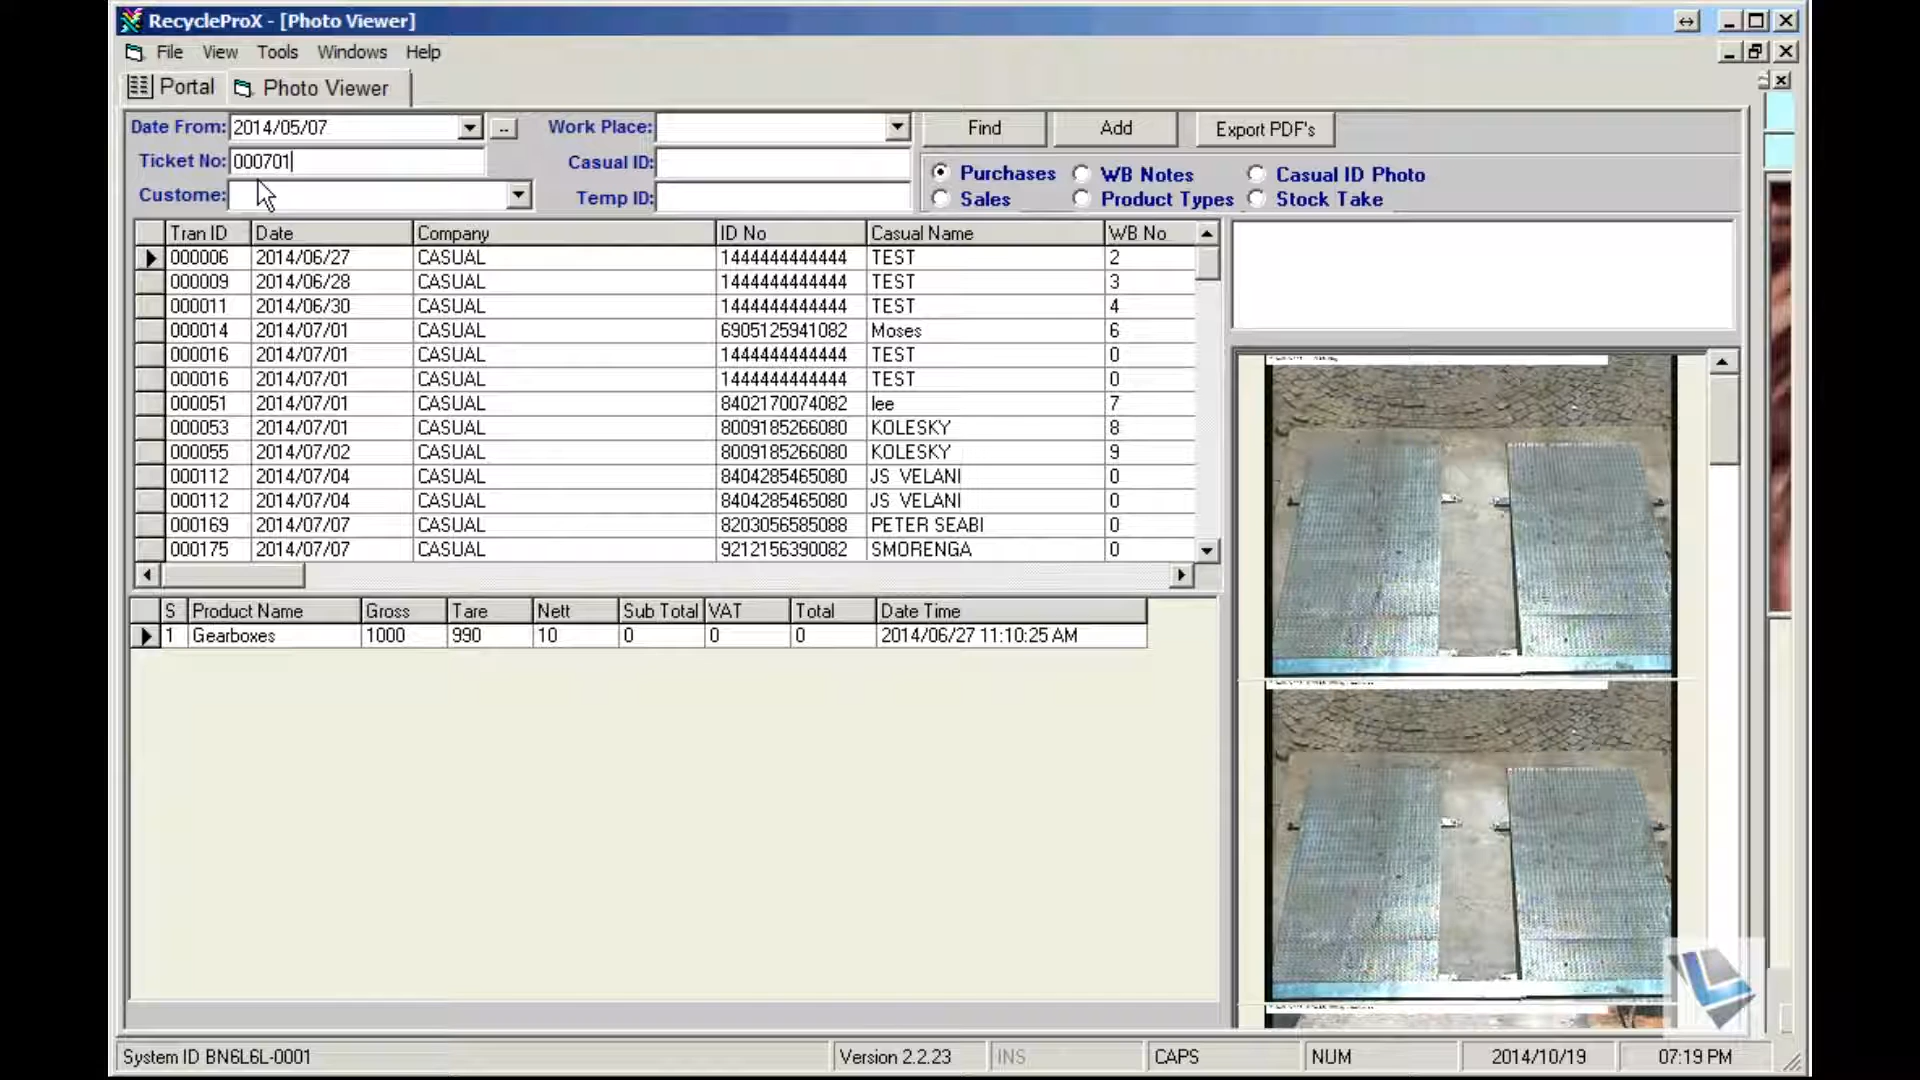 RecycleProX - [Photo Viewer]
File View Tools Windows Help
Portal Photo Viewer
Date From: 2014/05/07 .. Work Place: Find Add Export PDF's
Ticket No: 000701 Casual ID:
Custome: Temp ID:
Purchases WB Notes Casual ID Photo
Sales Product Types Stock Take
Tran ID Date Company ID No Casual Name WB No
000006 2014/06/27 CASUAL 1444444444444 TEST 2
000009 2014/06/28 CASUAL 1444444444444 TEST 3
000011 2014/06/30 CASUAL 1444444444444 TEST 4
000014 2014/07/01 CASUAL 6905125941082 Moses 6
000016 2014/07/01 CASUAL 1444444444444 TEST 0
000016 2014/07/01 CASUAL 1444444444444 TEST 0
000051 2014/07/01 CASUAL 8402170074082 lee 7
000053 2014/07/01 CASUAL 8009185266080 KOLESKY 8
000055 2014/07/02 CASUAL 8009185266080 KOLESKY 9
000112 2014/07/04 CASUAL 8404285465080 JS VELANI 0
000112 2014/07/04 CASUAL 8404285465080 JS VELANI 0
000169 2014/07/07 CASUAL 8203056585088 PETER SEABI 0
000175 2014/07/07 CASUAL 9212156390082 SMORENGA 0
S Product Name Gross Tare Nett Sub Total VAT Total Date Time
1 Gearboxes 1000 990 10 0 0 0 2014/06/27 11:10:25 AM
System ID BN6L6L-0001 Version 2.2.23 INS CAPS NUM 2014/10/19 07:19 PM